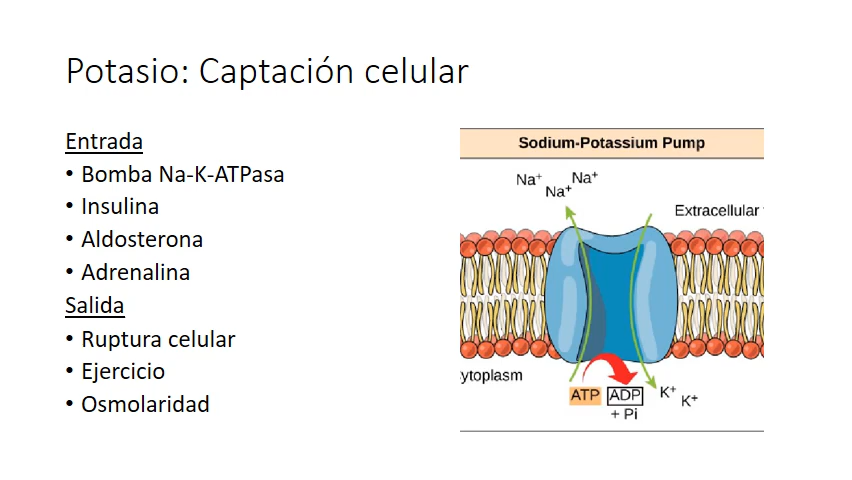 Potasio: Captación celular
Entrada
• Bomba Na-K-ATPasa
• Insulina
• Aldosterona
• Adrenalina
Salida
• Ruptura celular
• Ejercicio
• Osmolaridad
Sodium-Potassium Pump
Na⁺
Na⁺
Na⁺
Extracellular
ytoplasm
ATP
ADP
+ Pi
K⁺
K⁺